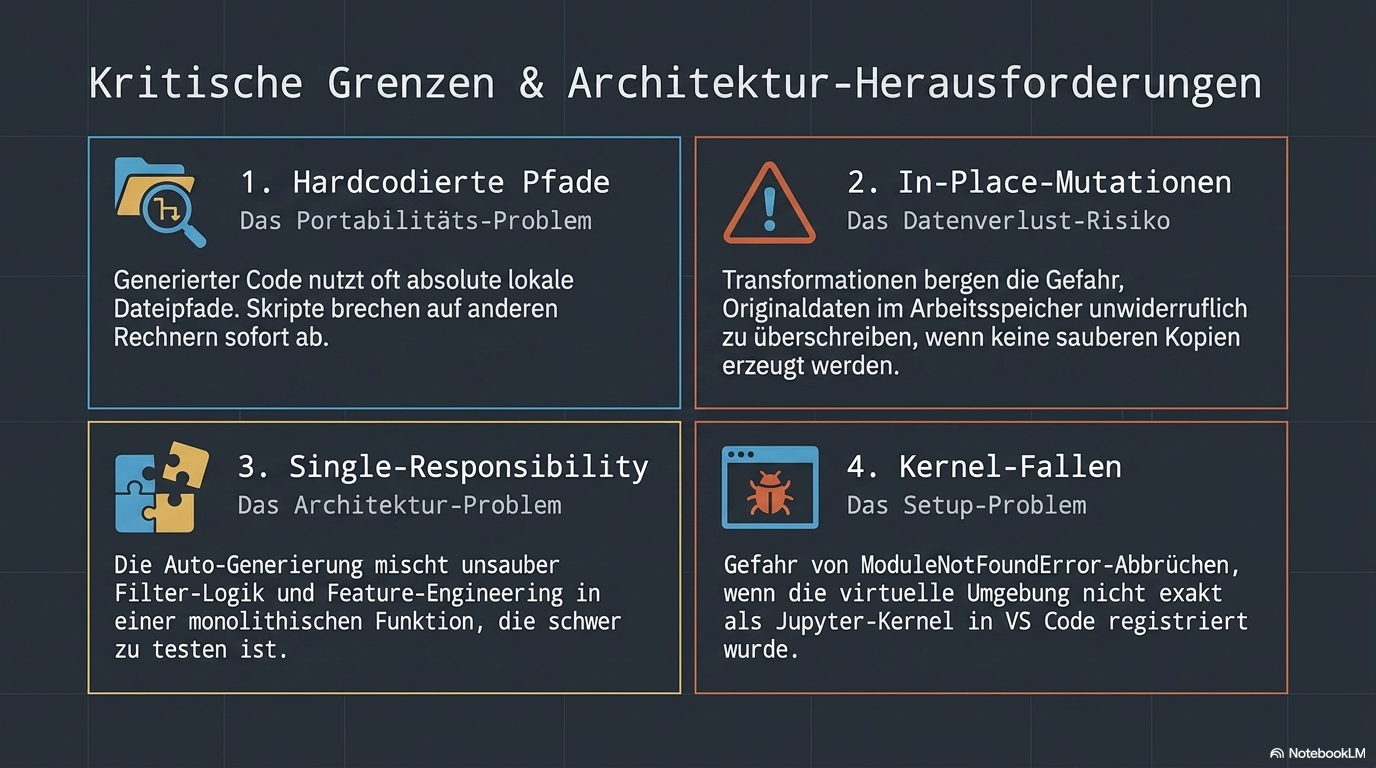 Kritische Grenzen & Architektur-Herausforderungen
1. Hardcodierte Pfade
Das Portabilitäts-Problem
Generierter Code nutzt oft absolute lokale
Dateipfade. Skripte brechen auf anderen
Rechnern sofort ab.
2. In-Place-Mutationen
Das Datenverlust-Risiko
Transformationen bergen die Gefahr,
Originaldaten im Arbeitsspeicher unwiderruflich
zu überschreiben, wenn keine sauberen Kopien
erzeugt werden.
3. Single-Responsibility
Das Architektur-Problem
Die Auto-Generierung mischt unsauber
Filter-Logik und Feature-Engineering in
einer monolithischen Funktion, die schwer
zu testen ist.
4. Kernel-Fallen
Das Setup-Problem
Gefahr von ModuleNotFoundError-Abbrüchen,
wenn die virtuelle Umgebung nicht exakt
als Jupyter-Kernel in VS Code registriert
wurde.
NotebookLM